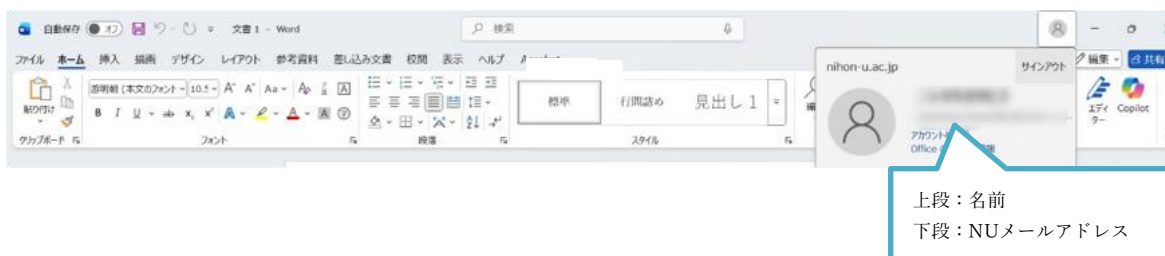 自動保存 オフ 文書 1 - Word 検索
ファイル ホーム 挿入 描画 デザイン レイアウト 参考資料 差し込み文書 校閲 表示 ヘルプ 編集 共有
貼り付け 游明朝 (本文のフォント 10.5 標準 行間詰め 見出し 1 エディター Copilot
クリップボード フォント 段落 スタイル
nihon-u.ac.jp サインアウト
アカウント
Office
上段：名前
下段：NUメールアドレス